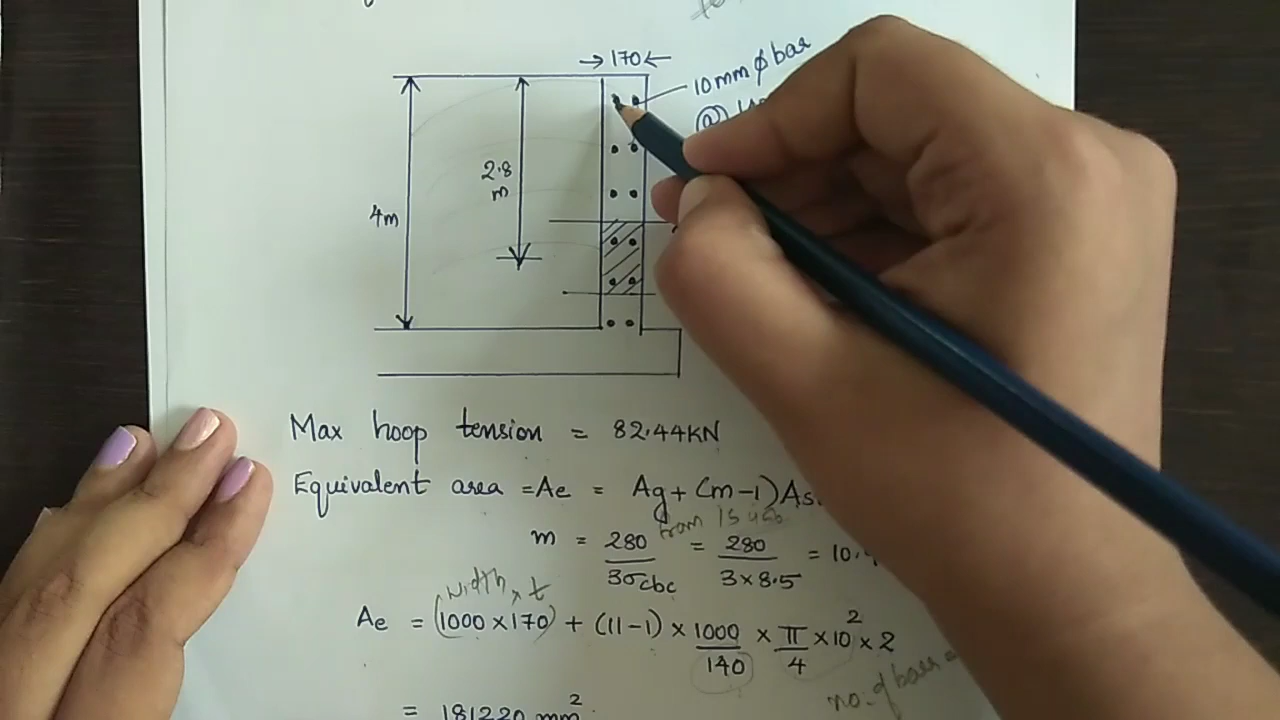 →170←
10mm ϕ bar
@
2.8
m
4m
Max hoop tension = 82.44KN
Equivalent area = Ae = Ag + (m-1)As
from IS 456
m = 280/3σcbc = 280/3×8.5 = 10.
width × t
Ae = (1000 × 170) + (11-1) × 1000/140 × π/4 × 10² × 2
no. of bars =
= 181220 mm²